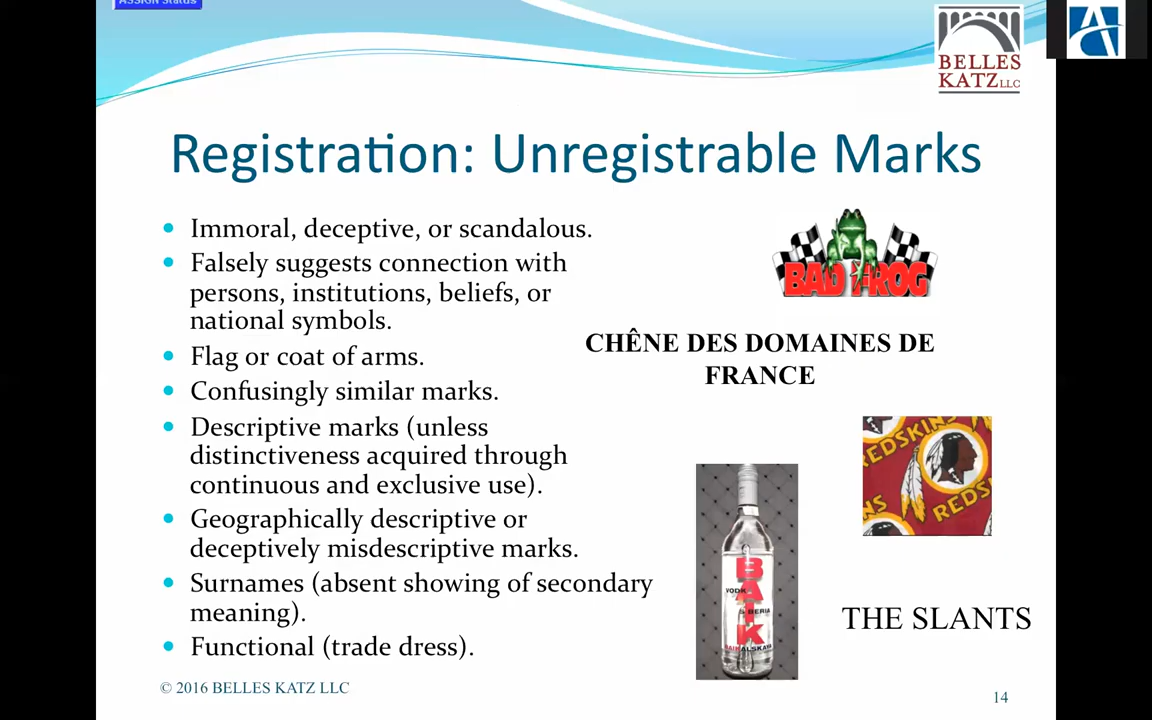 ASSIGN Status
BELLES
KATZ LLC
Registration: Unregistrable Marks
Immoral, deceptive, or scandalous.
Falsely suggests connection with
persons, institutions, beliefs, or
national symbols.
Flag or coat of arms.
Confusingly similar marks.
Descriptive marks (unless
distinctiveness acquired through
continuous and exclusive use).
Geographically descriptive or
deceptively misdescriptive marks.
Surnames (absent showing of secondary
meaning).
Functional (trade dress).
BAD FROG
CHÊNE DES DOMAINES DE
FRANCE
REDSKINS
REDS
BAIK
VODK
THE SLANTS
© 2016 BELLES KATZ LLC
14